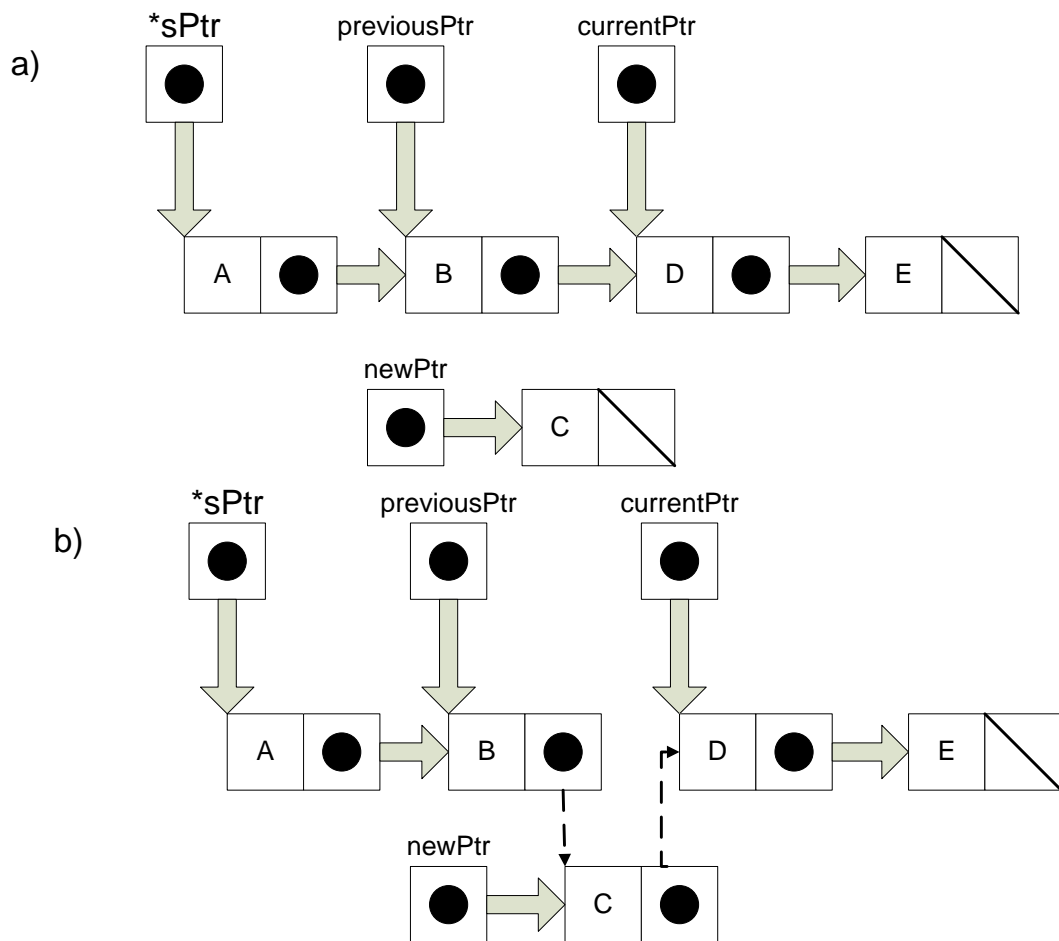 *sPtr previousPtr currentPtr
a)
A B D E
newPtr
C
*sPtr previousPtr currentPtr
b)
A B D E
newPtr
C